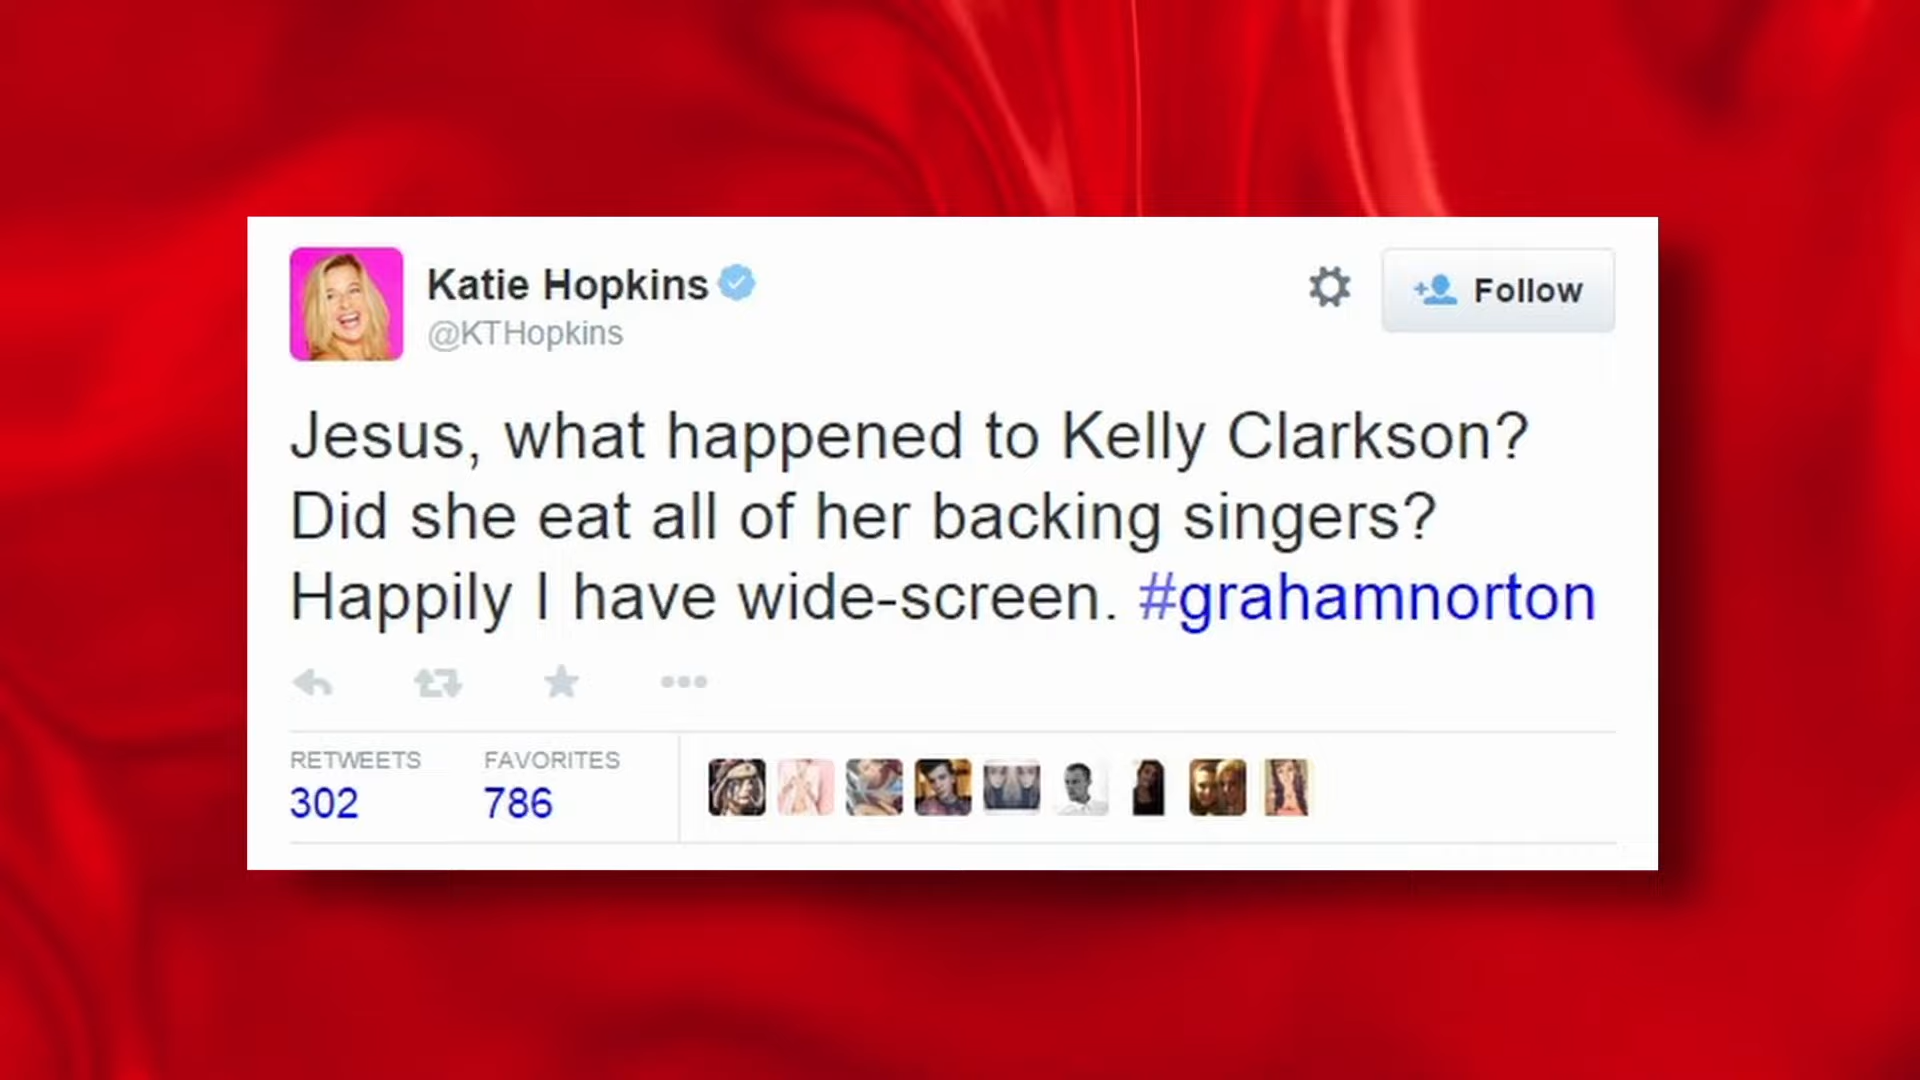 Katie Hopkins
@KTHopkins
Follow
Jesus, what happened to Kelly Clarkson?
Did she eat all of her backing singers?
Happily I have wide-screen. #grahamnorton
RETWEETS FAVORITES
302 786